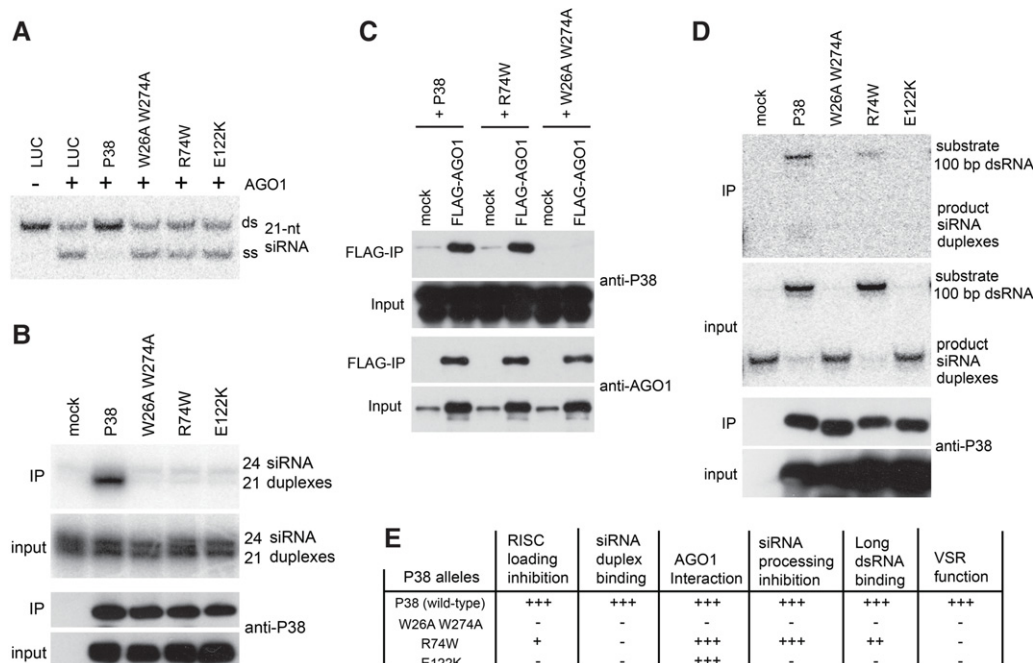 A
LUC
LUC
P38
W26A W274A
R74W
E122K
- + + + + + AGO1
ds 21-nt
ss siRNA
B
mock
P38
W26A W274A
R74W
E122K
IP
24 siRNA
21 duplexes
input
24 siRNA
21 duplexes
IP
anti-P38
input
C
+ P38
+ R74W
+ W26A W274A
mock
FLAG-AGO1
mock
FLAG-AGO1
mock
FLAG-AGO1
FLAG-IP
anti-P38
Input
FLAG-IP
anti-AGO1
Input
D
mock
P38
W26A W274A
R74W
E122K
IP
substrate
100 bp dsRNA
product
siRNA
duplexes
input
substrate
100 bp dsRNA
product
siRNA
duplexes
IP
anti-P38
input
E
P38 alleles
RISC
loading
inhibition
siRNA
duplex
binding
AGO1
Interaction
siRNA
processing
inhibition
Long
dsRNA
binding
VSR
function
P38 (wild-type) +++ +++ +++ +++ +++ +++
W26A W274A - - - - - -
R74W + - +++ +++ ++ -
E122K - - +++ - - -